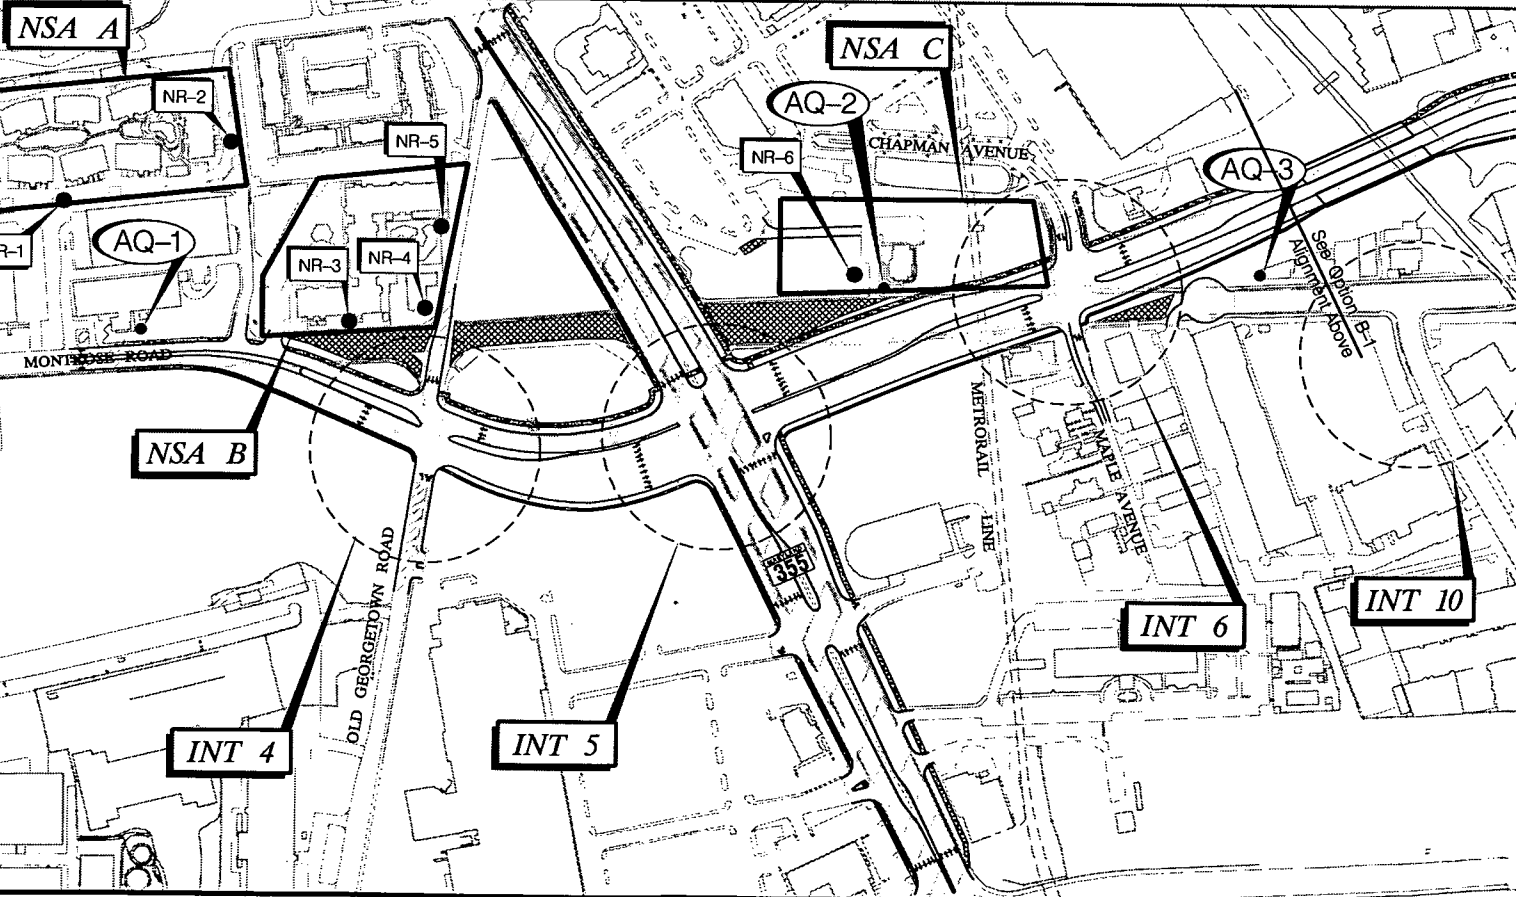 NSA A
NSA C
NR-2
AQ-2
NR-5
NR-6
CHAPMAN AVENUE
AQ-3
R-1
AQ-1
NR-3
NR-4
See Option B-1
Alignment Above
MONTROSE ROAD
METRORAIL LINE
NSA B
MAPLE AVENUE
OLD GEORGETOWN ROAD
MARYLAND
355
INT 10
INT 6
INT 4
INT 5